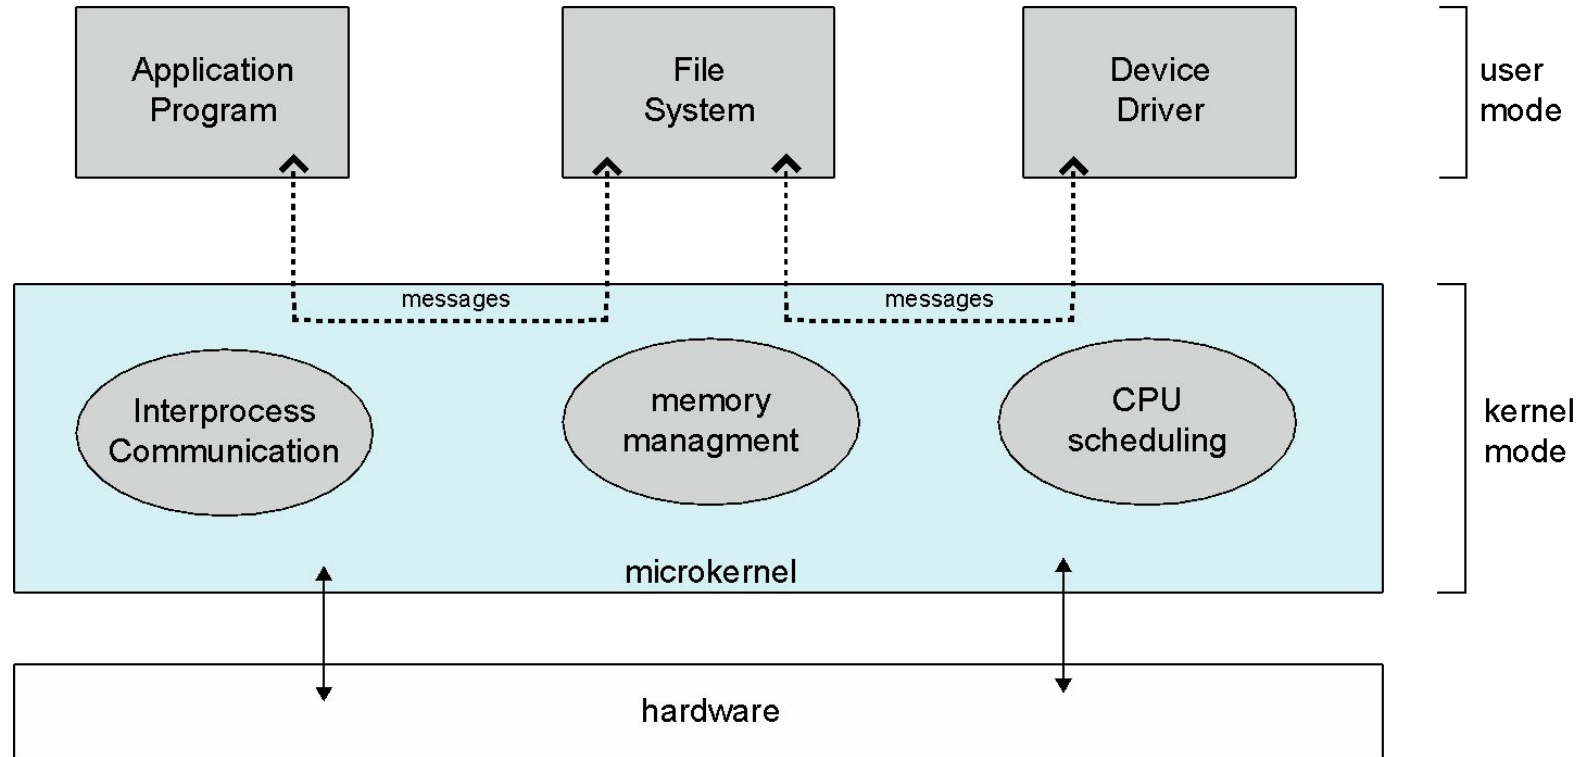 Application
Program
File
System
Device
Driver
user
mode
messages
messages
Interprocess
Communication
memory
managment
CPU
scheduling
kernel
mode
microkernel
hardware